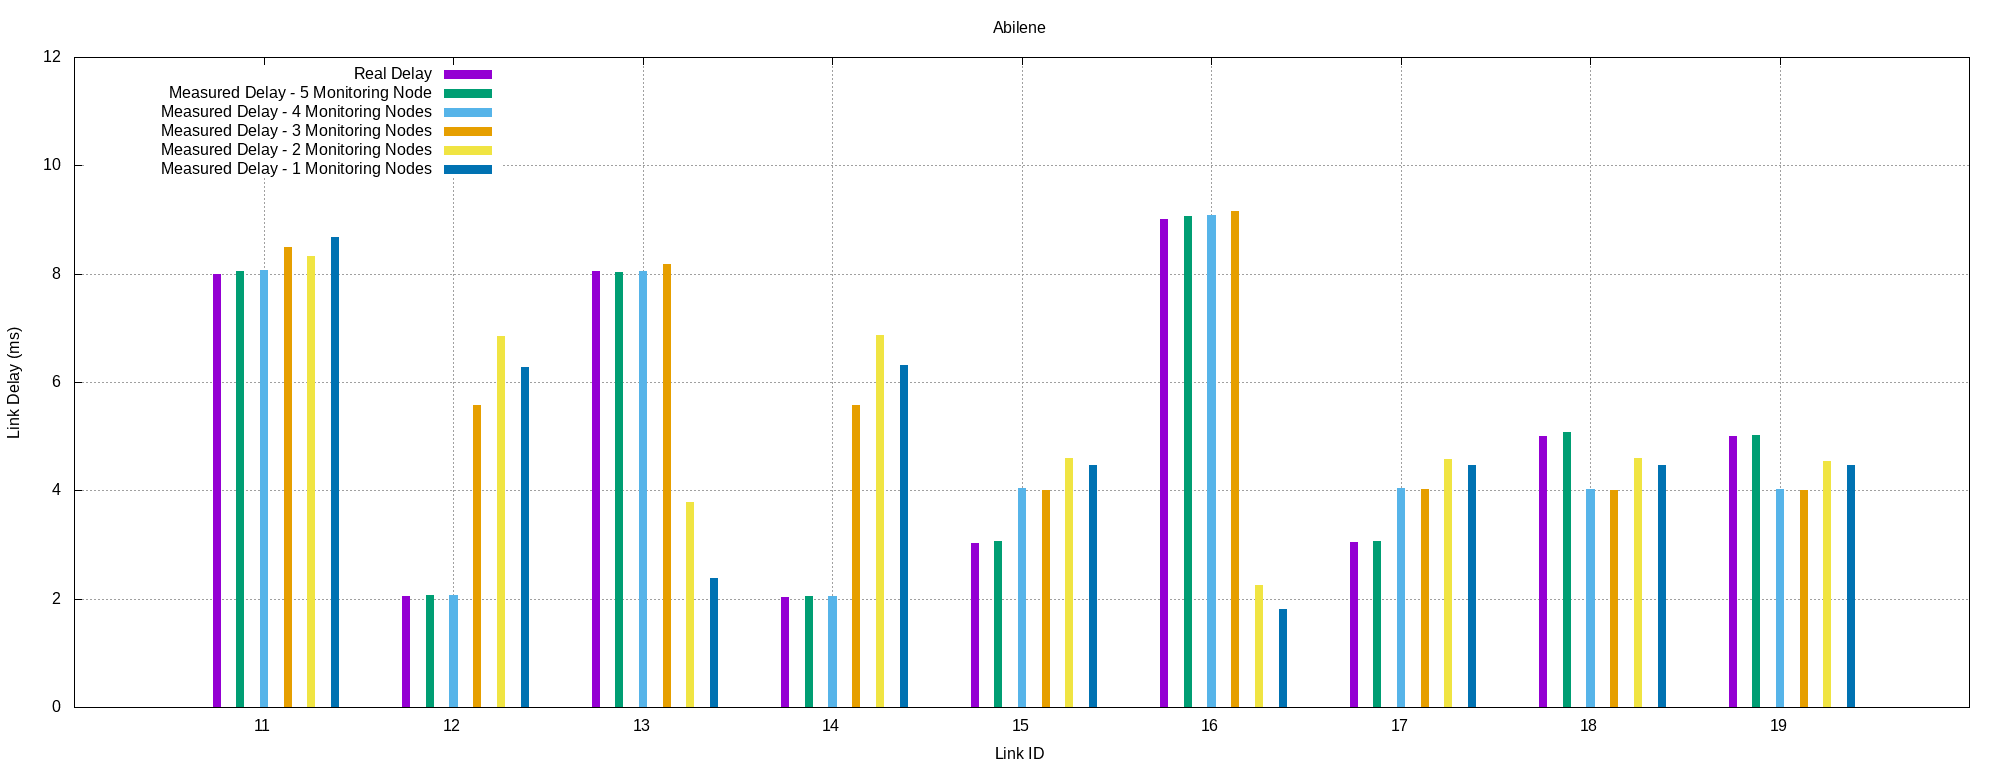 Abilene
12
10
8
6
4
2
0
Link Delay (ms)
Real Delay
Measured Delay - 5 Monitoring Node
Measured Delay - 4 Monitoring Nodes
Measured Delay - 3 Monitoring Nodes
Measured Delay - 2 Monitoring Nodes
Measured Delay - 1 Monitoring Nodes
11 12 13 14 15 16 17 18 19
Link ID